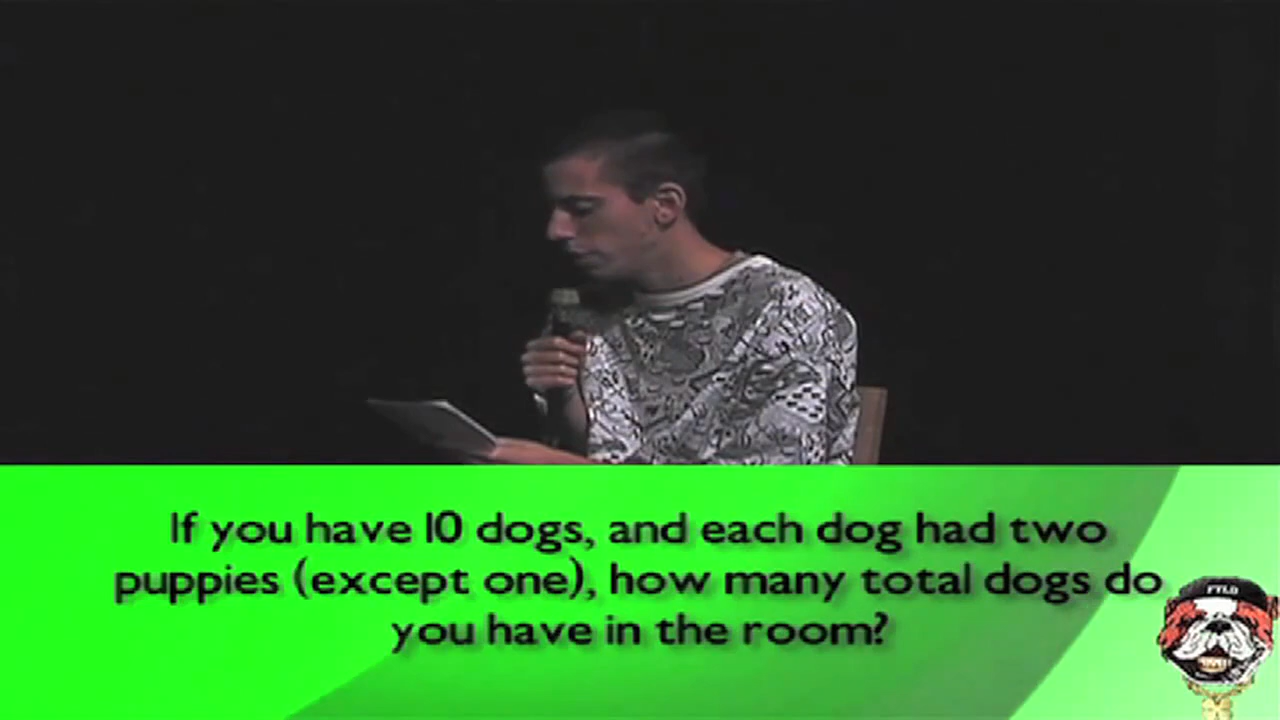 If you have 10 dogs, and each dog had two
puppies (except one), how many total dogs do
you have in the room?